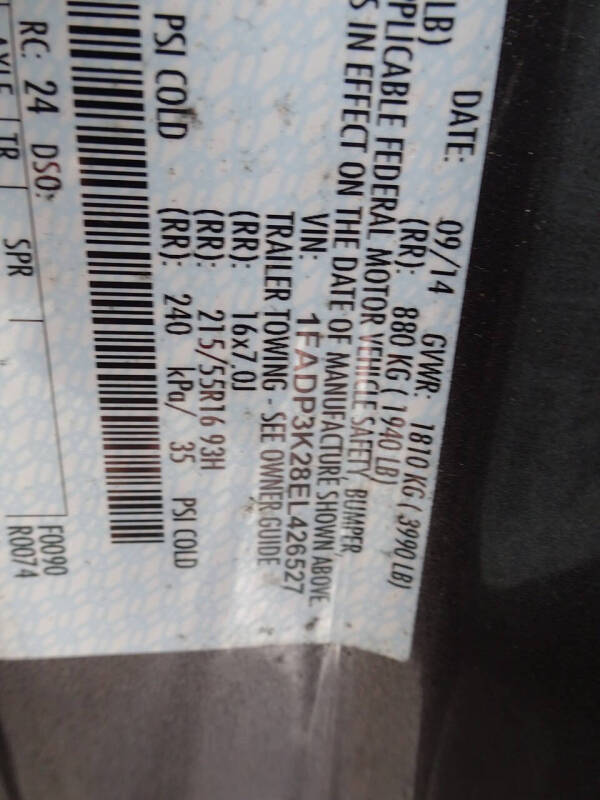 DATE: 09/14 GVWR: 1810 KG ( 3990 LB)
LB) (RR): 880 KG ( 1940 LB)
PLICABLE FEDERAL MOTOR VEHICLE SAFETY, BUMPER,
S IN EFFECT ON THE DATE OF MANUFACTURE SHOWN ABOVE
VIN: 1FADP3K28EL426527
TRAILER TOWING - SEE OWNER GUIDE
(RR): 16x7.0J
(RR): 215/55R16 93H
PSI COLD (RR): 240 kPa/ 35 PSI COLD
F0090
RC: 24 DSO: R0074
AXLE TR SPR